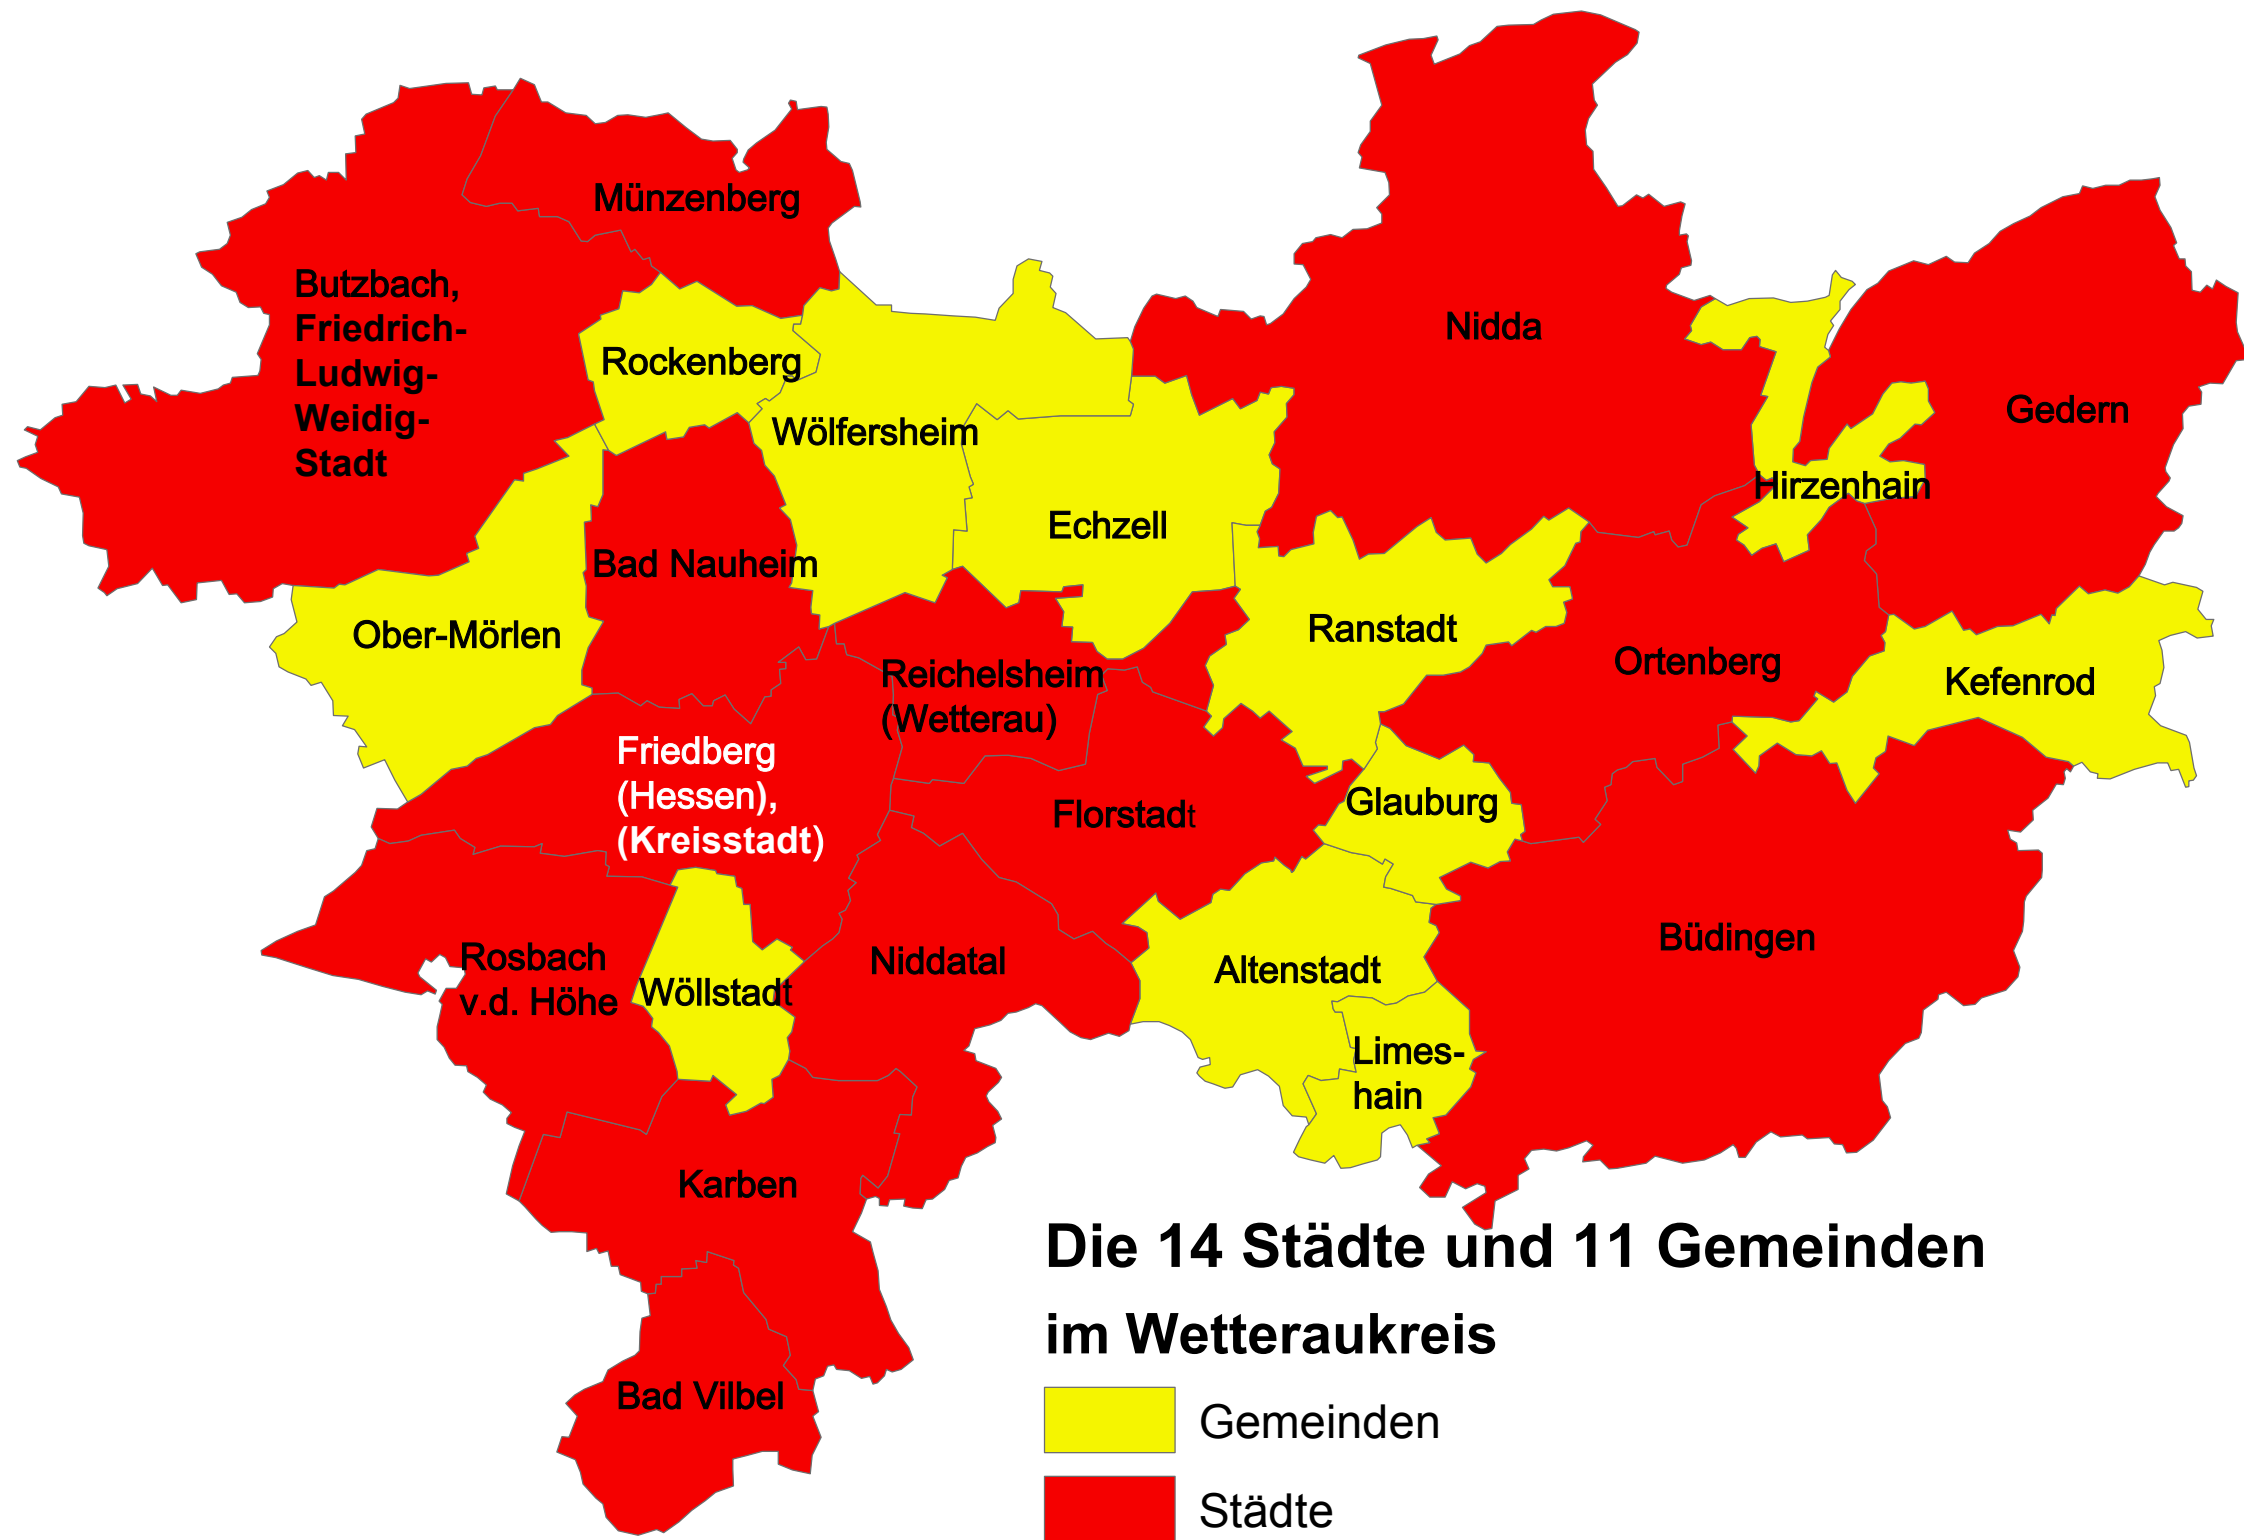 Münzenberg
Butzbach,
Friedrich-
Ludwig-
Weidig-
Stadt
Nidda
Rockenberg
Gedern
Wölfersheim
Hirzenhain
Echzell
Bad Nauheim
Ober-Mörlen
Ranstadt
Ortenberg
Reichelsheim
(Wetterau)
Kefenrod
Friedberg
(Hessen),
(Kreisstadt)
Glauburg
Florstadt
Büdingen
Rosbach
v.d. Höhe
Niddatal
Altenstadt
Wöllstadt
Limes-
hain
Karben
Bad Vilbel
Die 14 Städte und 11 Gemeinden
im Wetteraukreis
Gemeinden
Städte